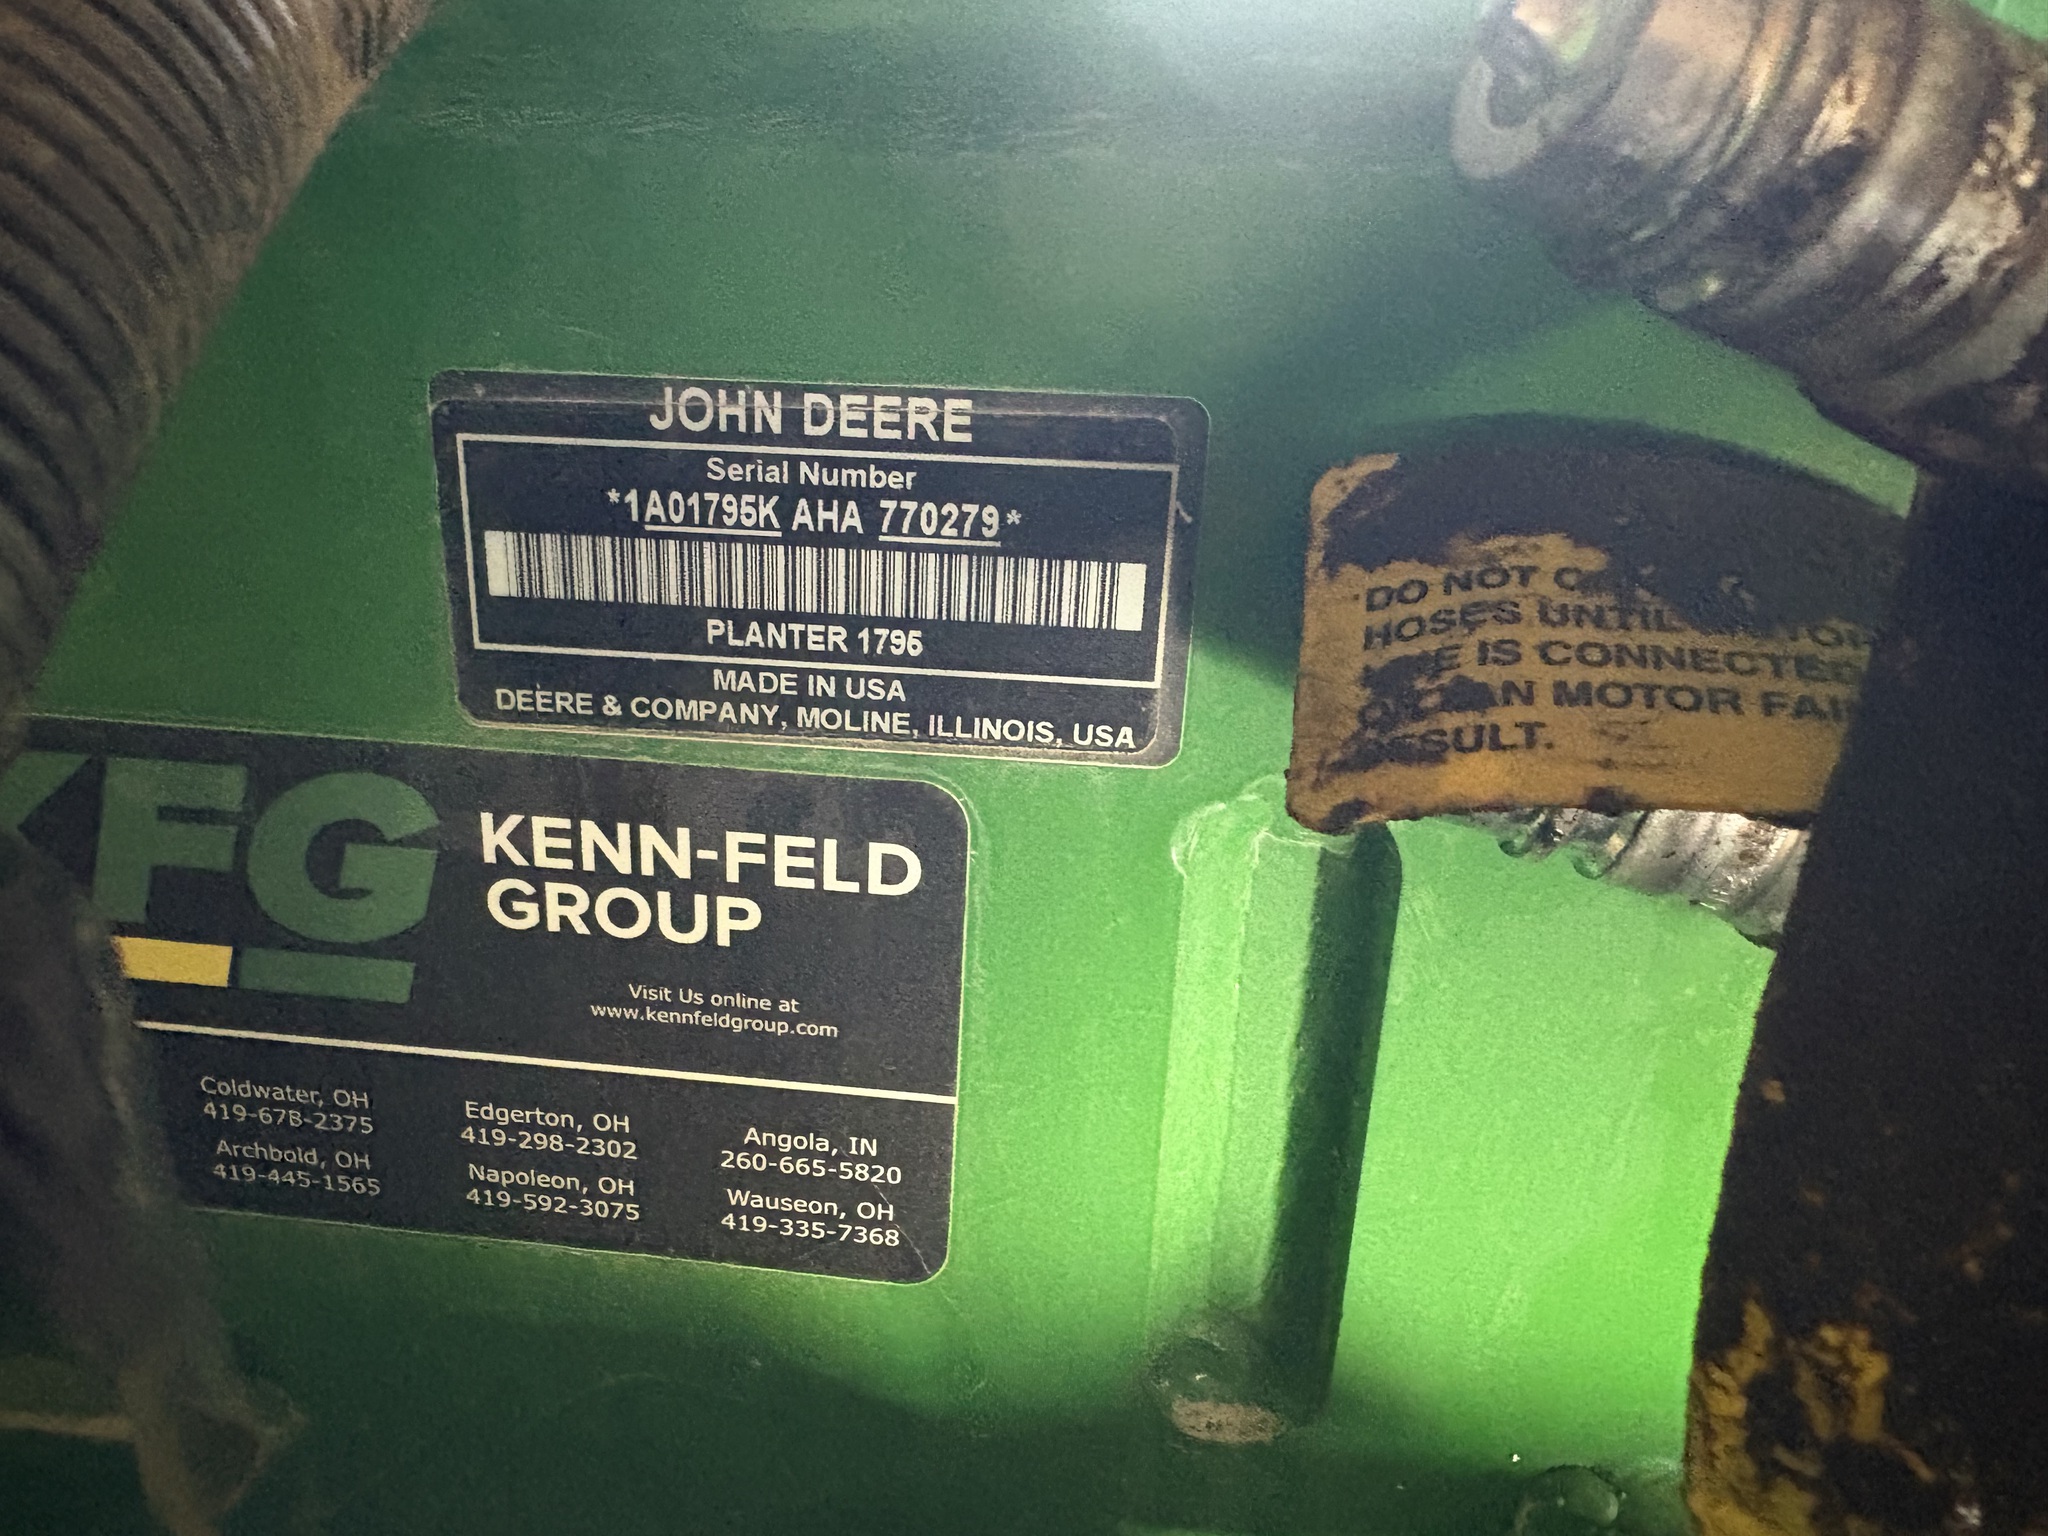 JOHN DEERE
Serial Number
*1A01795K AHA 770279*
PLANTER 1795
MADE IN USA
DEERE & COMPANY, MOLINE, ILLINOIS, USA
DO NOT
HOSES UNTIL
IS CONNECTED
MOTOR
RESULT.
KFG
KENN-FELD
GROUP
Visit Us online at
www.kennfeldgroup.com
Coldwater, OH
419-678-2375
Archbold, OH
419-445-1565
Edgerton, OH
419-298-2302
Napoleon, OH
419-592-3075
Angola, IN
260-665-5820
Wauseon, OH
419-335-7368